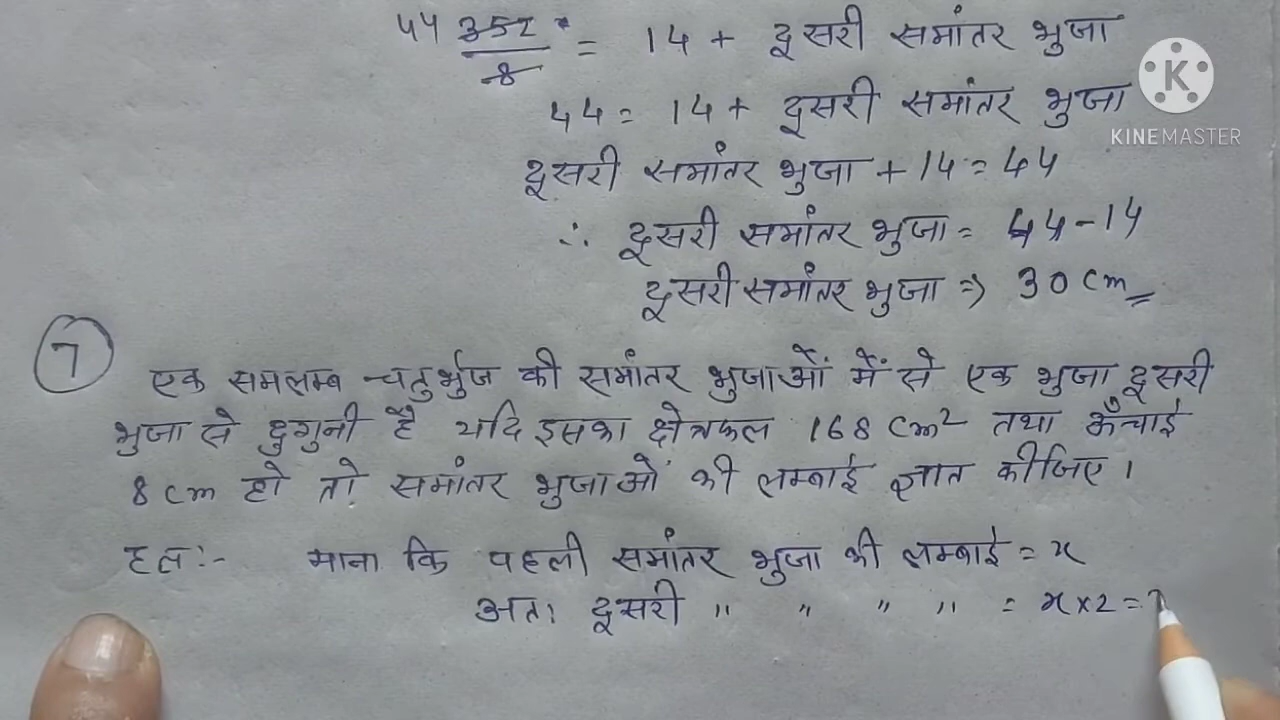 44 352 = 14 + दूसरी समांतर भुजा
8
44 = 14 + दूसरी समांतर भुजा
KINEMASTER
दूसरी समांतर भुजा + 14 = 44
∴ दूसरी समांतर भुजा = 44 - 14
दूसरी समांतर भुजा => 30 cm
7
एक समलम्ब चतुर्भुज की समांतर भुजाओं में से एक भुजा दूसरी
भुजा से दुगुनी है यदि इसका क्षेत्रफल 168 cm² तथा ऊँचाई
8 cm हो तो समांतर भुजाओं की लम्बाई ज्ञात कीजिए।
हल:- माना कि पहली समांतर भुजा की लम्बाई = x
अतः दूसरी " " " " = x × 2 =